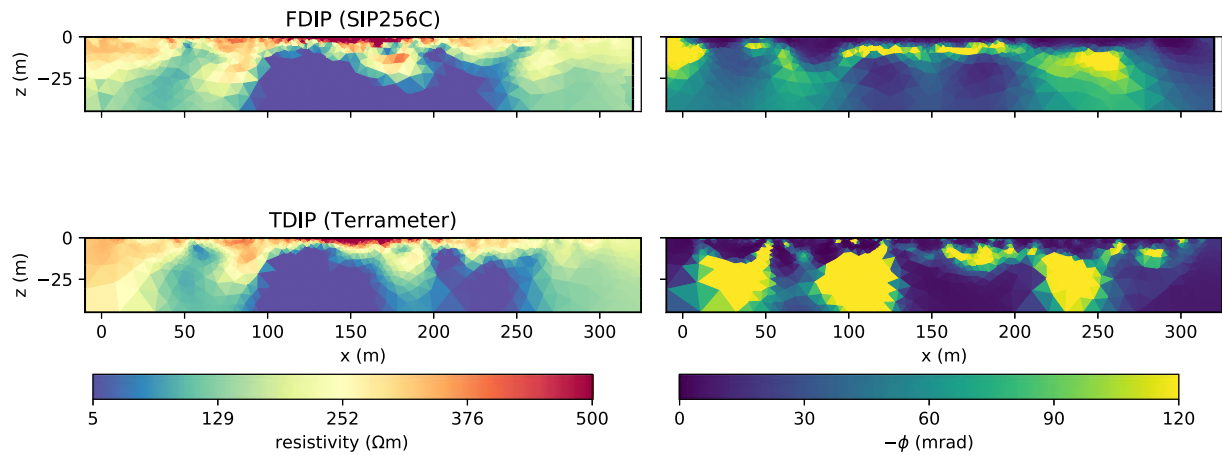 FDIP (SIP256C)
z (m)
0
−25
TDIP (Terrameter)
z (m)
0
−25
0 50 100 150 200 250 300
x (m)
0 50 100 150 200 250 300
x (m)
5 129 252 376 500
resistivity (Ωm)
0 30 60 90 120
−ϕ (mrad)